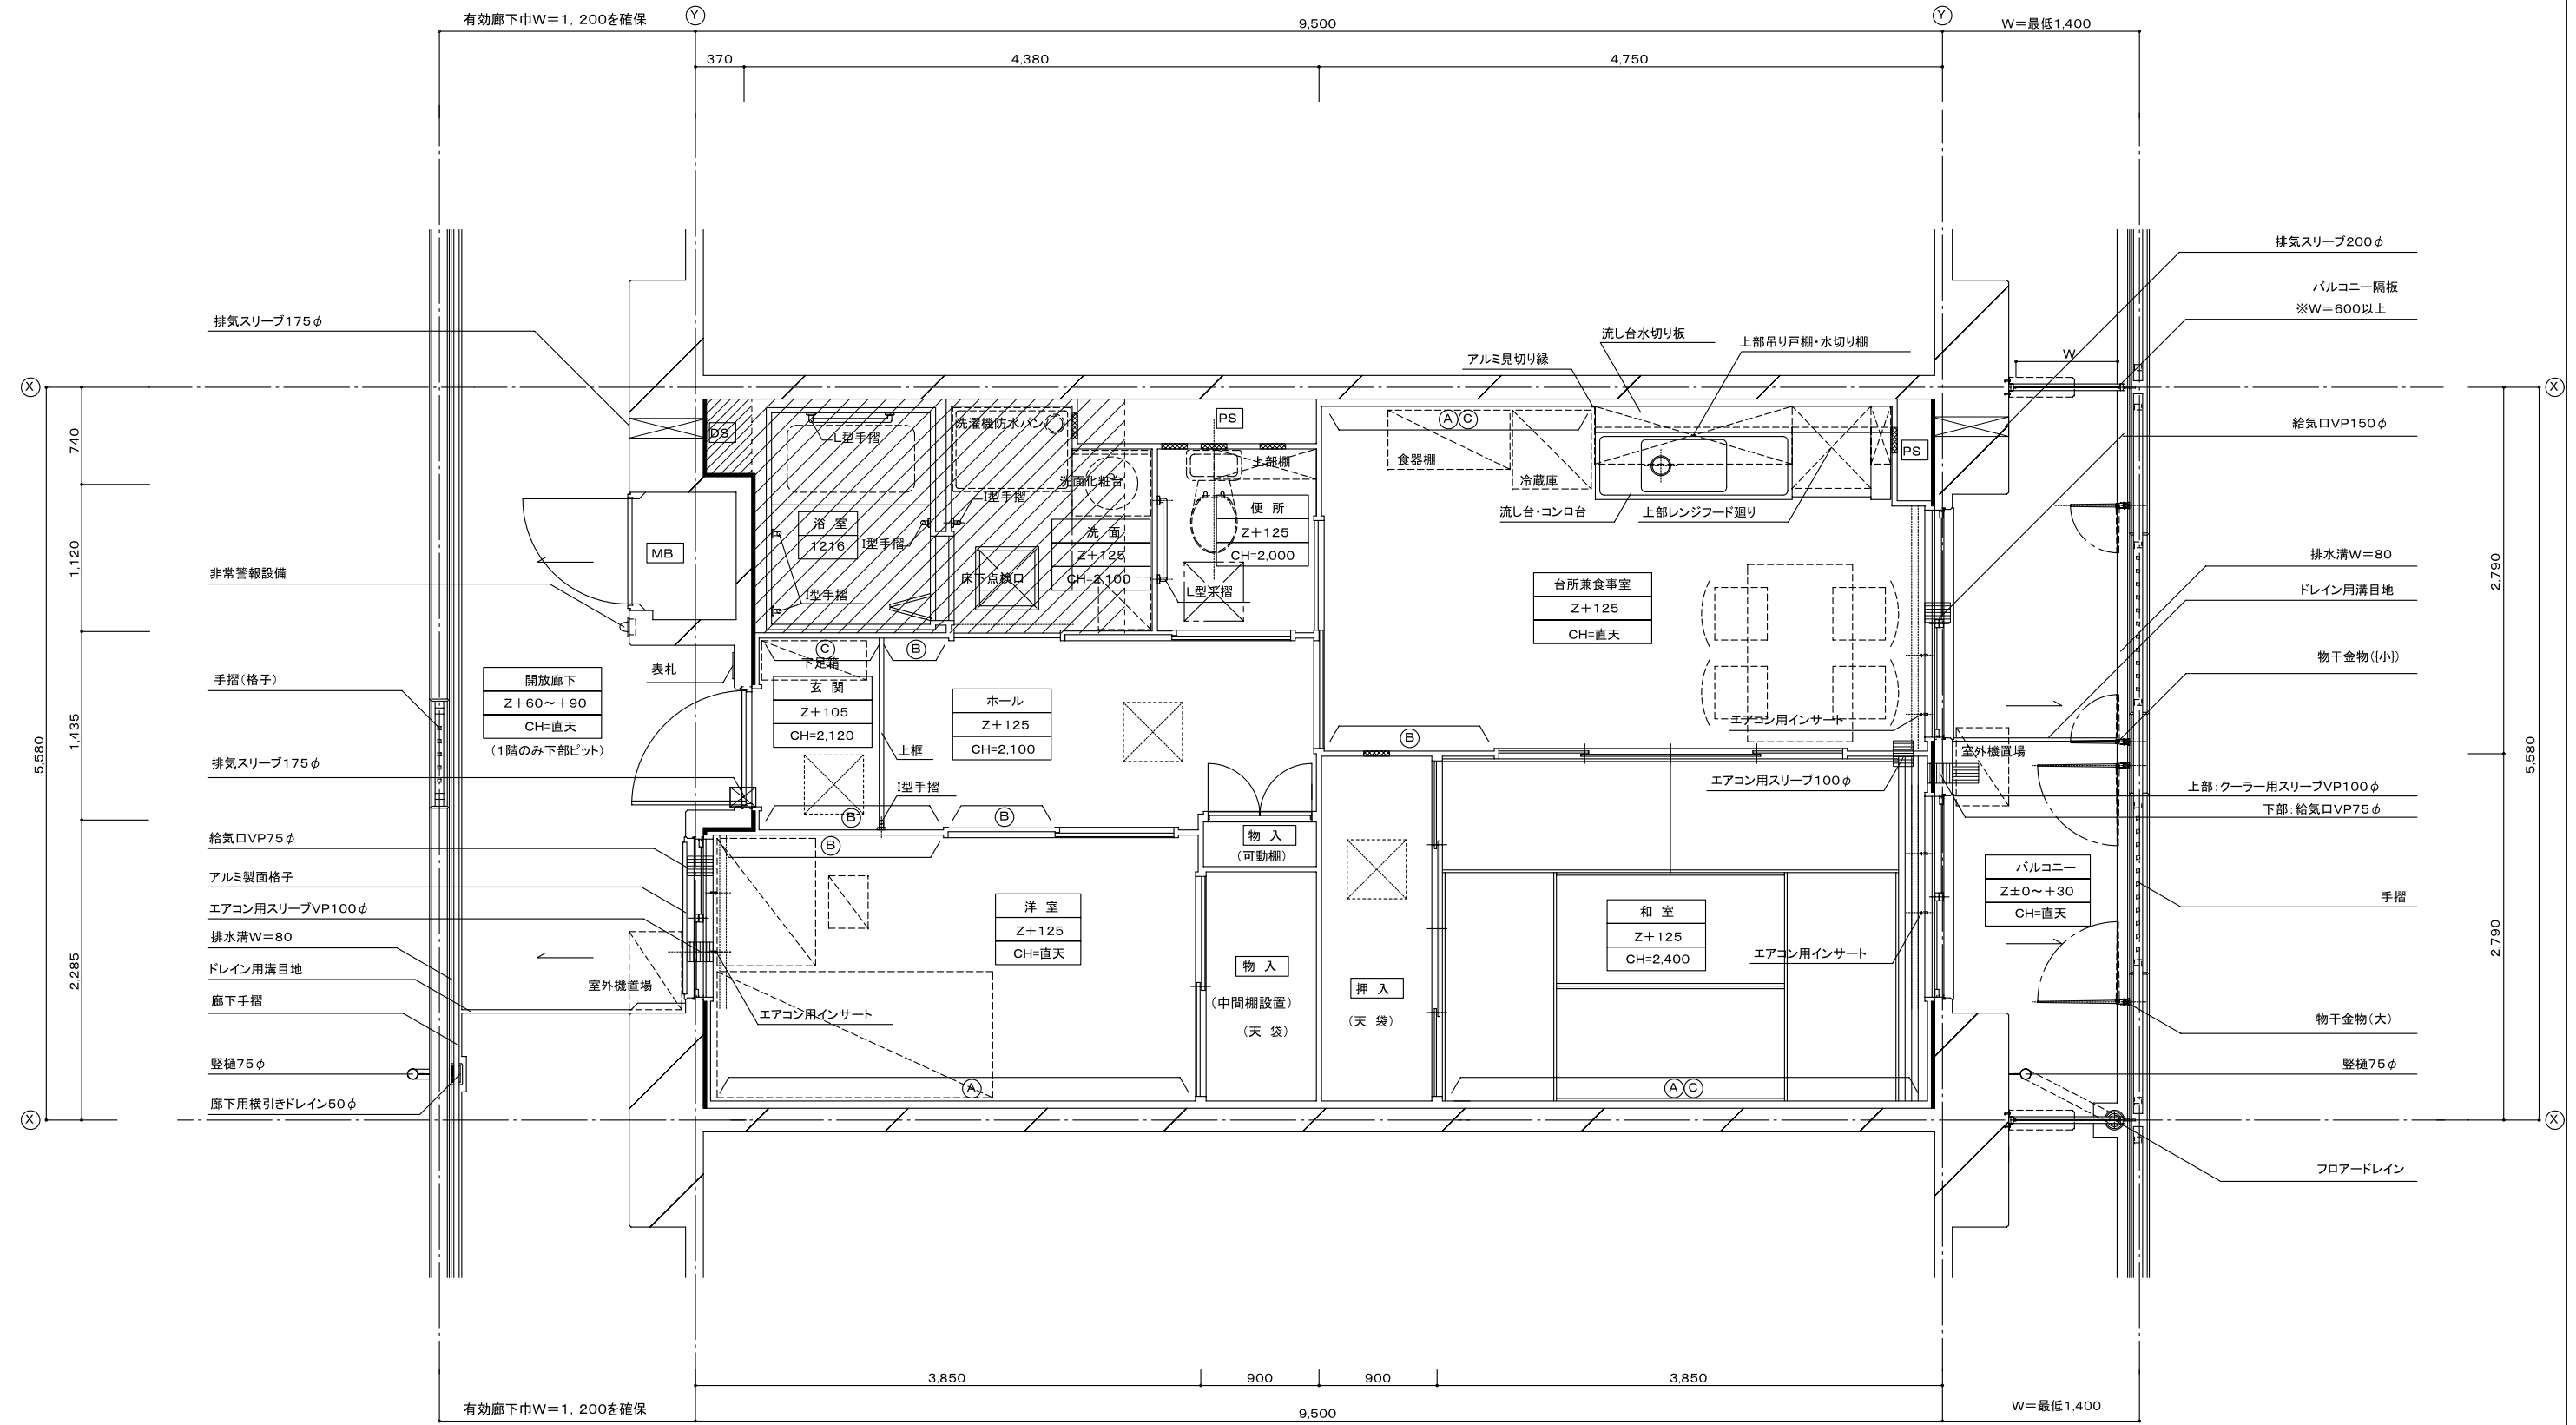 有効廊下巾W=1，200を確保
Y
9,500
Y
W=最低1,400
370
4,380
4,750
排気スリーブ200φ
バルコニー隔板
※W=600以上
W
排気スリーブ175φ
流し台水切り板
上部吊り戸棚・水切り棚
アルミ見切り縁
X
X
DS
L型手摺
洗濯機防水パン
PS
A C
給気口VP150φ
740
食器棚
冷蔵庫
PS
上部棚
洗面化粧台
I型手摺
流し台・コンロ台
上部レンジフード廻り
浴 室
1216
I型手摺
洗 面
Z+125
CH=2,100
便 所
Z+125
CH=2,000
MB
1,120
2,790
排水溝W=80
非常警報設備
床下点検口
I型手摺
L型手摺
台所兼食事室
Z+125
CH=直天
ドレイン用溝目地
C
B
下足箱
物干金物((小))
表札
手摺(格子)
開放廊下
Z+60～+90
CH=直天
(1階のみ下部ピット)
玄 関
Z+105
CH=2,120
ホール
Z+125
CH=2,100
エアコン用インサート
1,435
5,580
上框
B
室外機置場
5,580
排気スリーブ175φ
I型手摺
エアコン用スリーブ100φ
上部:クーラー用スリーブVP100φ
下部:給気口VP75φ
B
B
物 入
(可動棚)
B
給気口VP75φ
アルミ製面格子
バルコニー
Z±0～+30
CH=直天
手摺
エアコン用スリーブVP100φ
洋 室
Z+125
CH=直天
和 室
Z+125
CH=2,400
排水溝W=80
2,285
2,790
エアコン用インサート
物 入
(中間棚設置)
(天 袋)
押 入
(天 袋)
ドレイン用溝目地
室外機置場
廊下手摺
エアコン用インサート
物干金物(大)
竪樋75φ
竪樋75φ
A
A C
廊下用横引きドレイン50φ
X
X
フロアードレイン
3,850
900
900
3,850
有効廊下巾W=1，200を確保
9,500
W=最低1,400